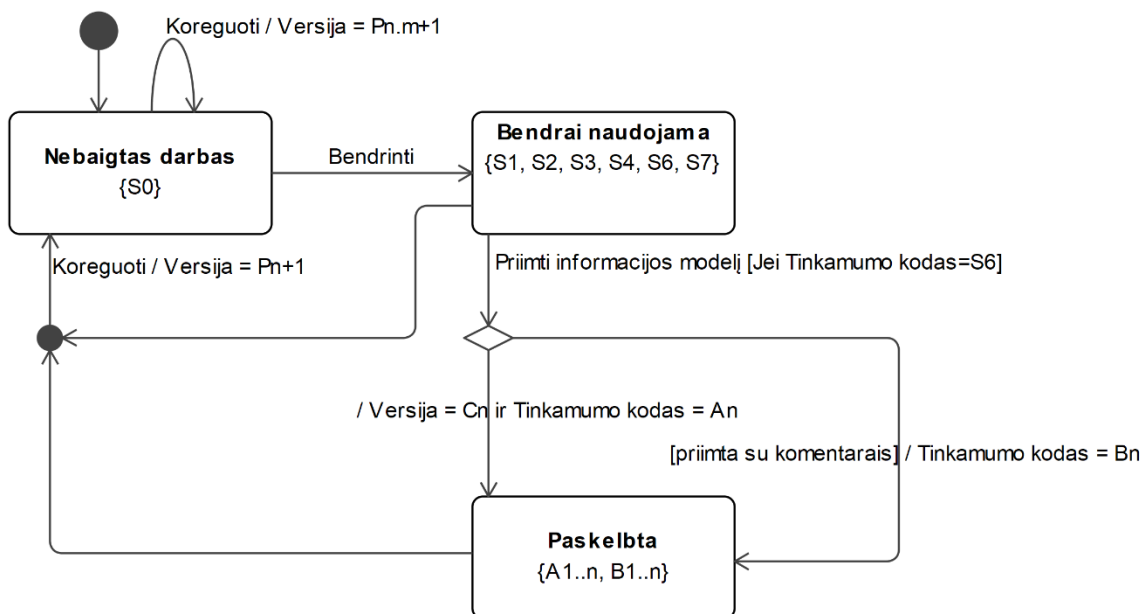 Koreguoti / Versija = Pn.m+1
Nebaigtas darbas
{S0}
Bendrinti
Bendrai naudojama
{S1, S2, S3, S4, S6, S7}
Koreguoti / Versija = Pn+1
Priimti informacijos modelį [Jei Tinkamumo kodas=S6]
/ Versija = Cn ir Tinkamumo kodas = An
[priimta su komentarais] / Tinkamumo kodas = Bn
Paskelbta
{A1..n, B1..n}